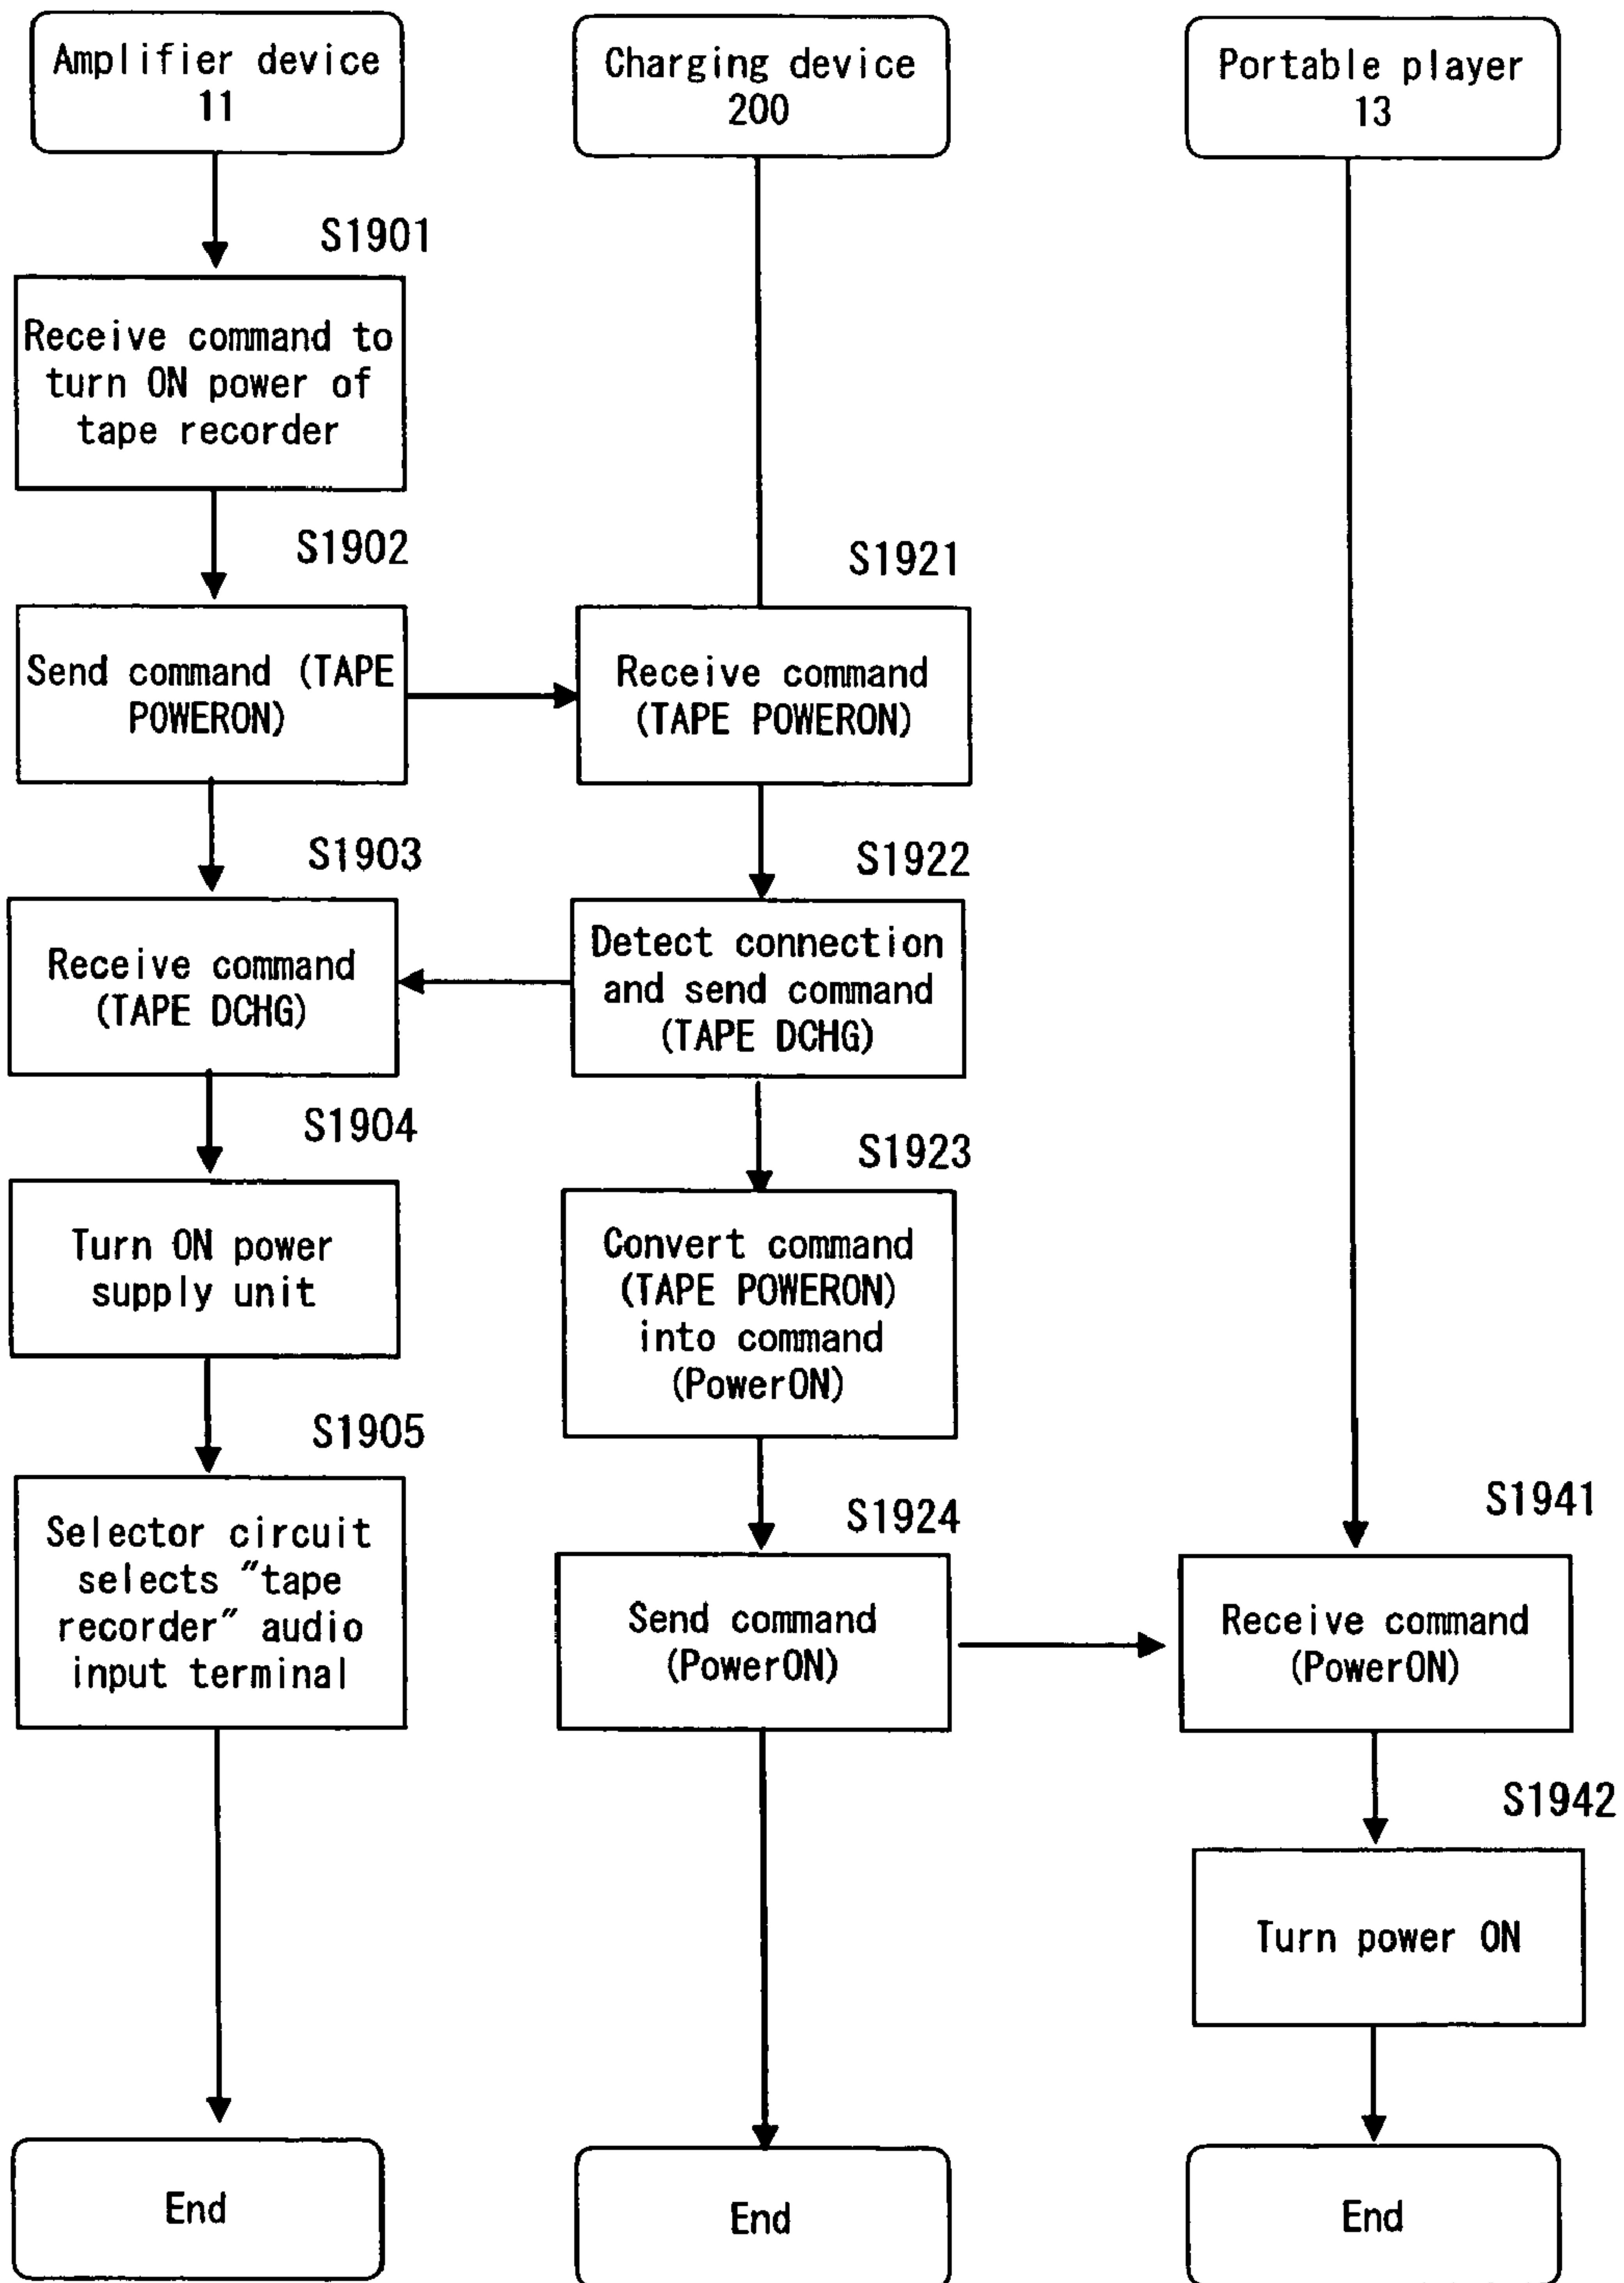 Amplifier device
11
Charging device
200
Portable player
13
S1901
Receive command to
turn ON power of
tape recorder
S1902
S1921
Send command (TAPE
POWERON)
Receive command
(TAPE POWERON)
S1903
S1922
Receive command
(TAPE DCHG)
Detect connection
and send command
(TAPE DCHG)
S1904
S1923
Turn ON power
supply unit
Convert command
(TAPE POWERON)
into command
(PowerON)
S1905
S1924
S1941
Selector circuit
selects "tape
recorder" audio
input terminal
Send command
(PowerON)
Receive command
(PowerON)
S1942
Turn power ON
End
End
End